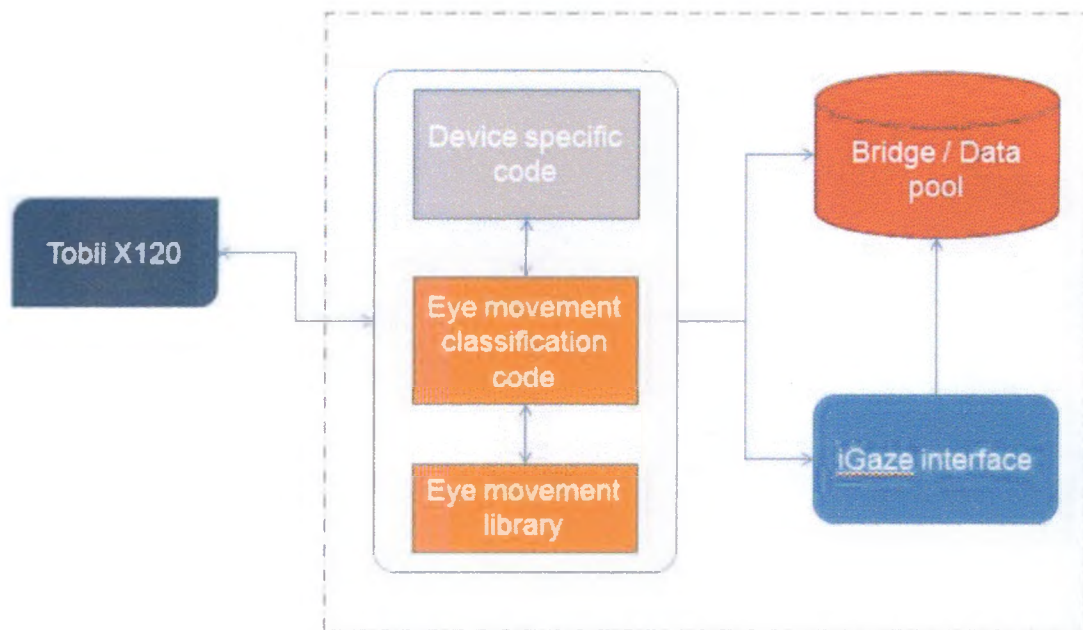 Tobii X120
Device specific
code
Eye movement
classification
code
Eye movement
library
Bridge / Data
pool
iGaze interface